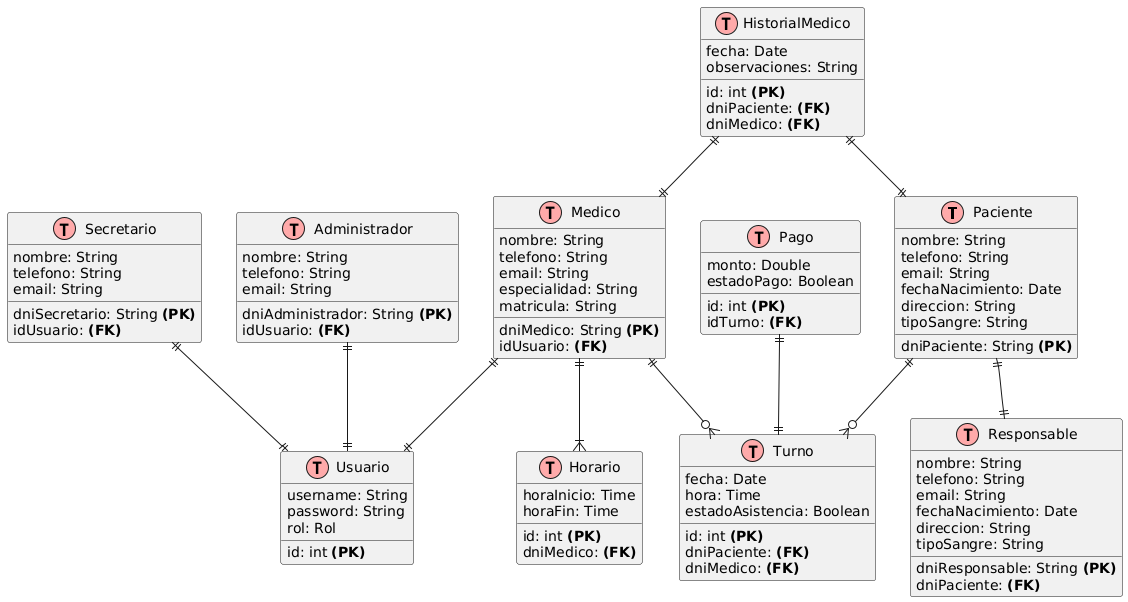 T HistorialMedico
fecha: Date
observaciones: String
id: int (PK)
dniPaciente: (FK)
dniMedico: (FK)
T Secretario
nombre: String
telefono: String
email: String
dniSecretario: String (PK)
idUsuario: (FK)
T Administrador
nombre: String
telefono: String
email: String
dniAdministrador: String (PK)
idUsuario: (FK)
T Medico
nombre: String
telefono: String
email: String
especialidad: String
matricula: String
dniMedico: String (PK)
idUsuario: (FK)
T Pago
monto: Double
estadoPago: Boolean
id: int (PK)
idTurno: (FK)
T Paciente
nombre: String
telefono: String
email: String
fechaNacimiento: Date
direccion: String
tipoSangre: String
dniPaciente: String (PK)
T Usuario
username: String
password: String
rol: Rol
id: int (PK)
T Horario
horaInicio: Time
horaFin: Time
id: int (PK)
dniMedico: (FK)
T Turno
fecha: Date
hora: Time
estadoAsistencia: Boolean
id: int (PK)
dniPaciente: (FK)
dniMedico: (FK)
T Responsable
nombre: String
telefono: String
email: String
fechaNacimiento: Date
direccion: String
tipoSangre: String
dniResponsable: String (PK)
dniPaciente: (FK)